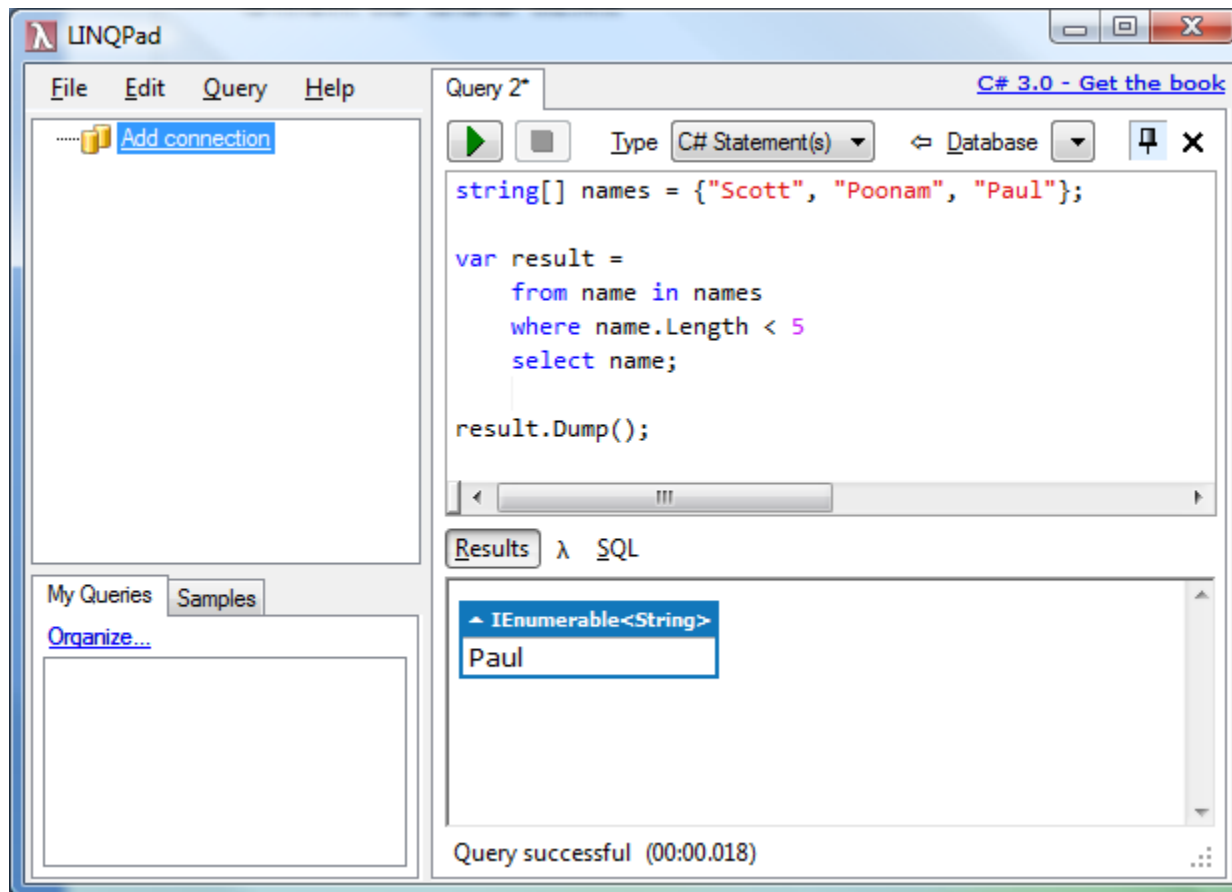 LINQPad
File Edit Query Help
Add connection
My Queries Samples
Organize...
Query 2*
C# 3.0 - Get the book
Type C# Statement(s) ⇦ Database
string[] names = {"Scott", "Poonam", "Paul"};
var result =
from name in names
where name.Length < 5
select name;
result.Dump();
Results λ SQL
IEnumerable<String>
Paul
Query successful (00:00.018)